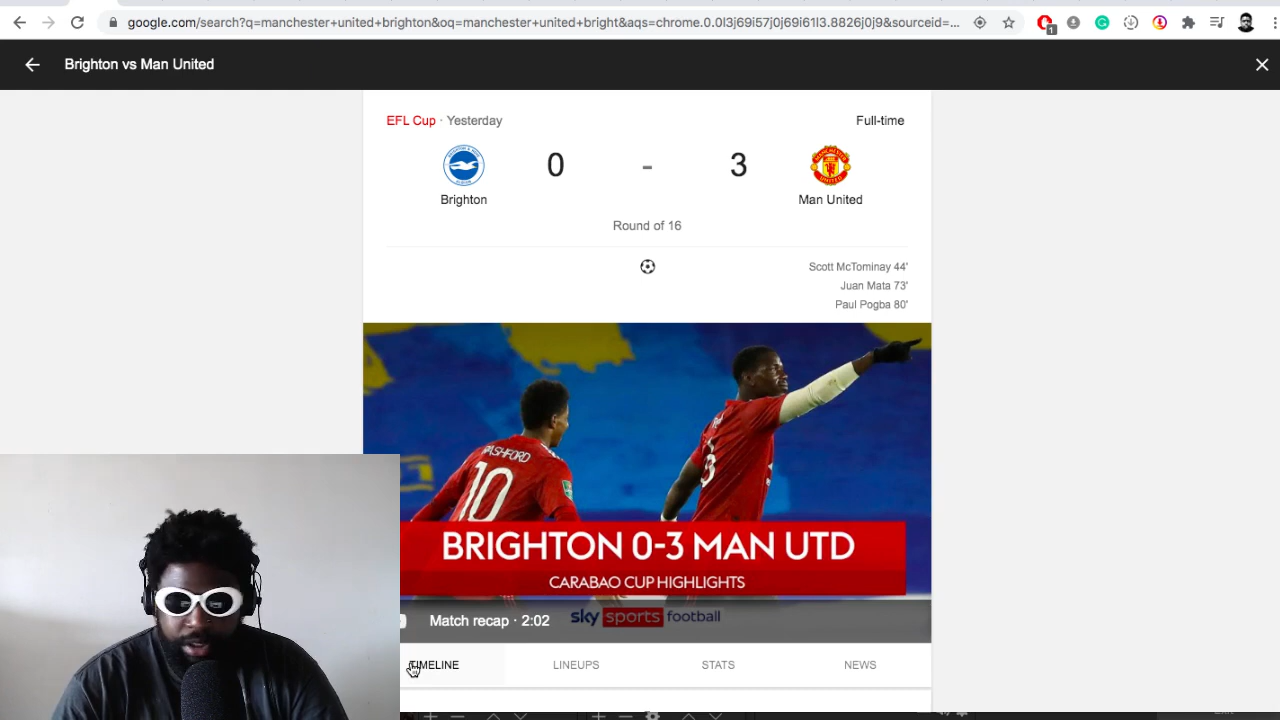 google.com/search?q=manchester+united+brighton&oq=manchester+united+bright&aqs=chrome.0.0l3j69i57j0j69i61l3.8826j0j9&sourceid=...
1
Brighton vs Man United
EFL Cup · Yesterday
Full-time
0 - 3
Brighton
Man United
Round of 16
Scott McTominay 44'
Juan Mata 73'
Paul Pogba 80'
RASHFORD
10
BRIGHTON 0-3 MAN UTD
CARABAO CUP HIGHLIGHTS
Match recap · 2:02
sky sports football
TIMELINE
LINEUPS
STATS
NEWS